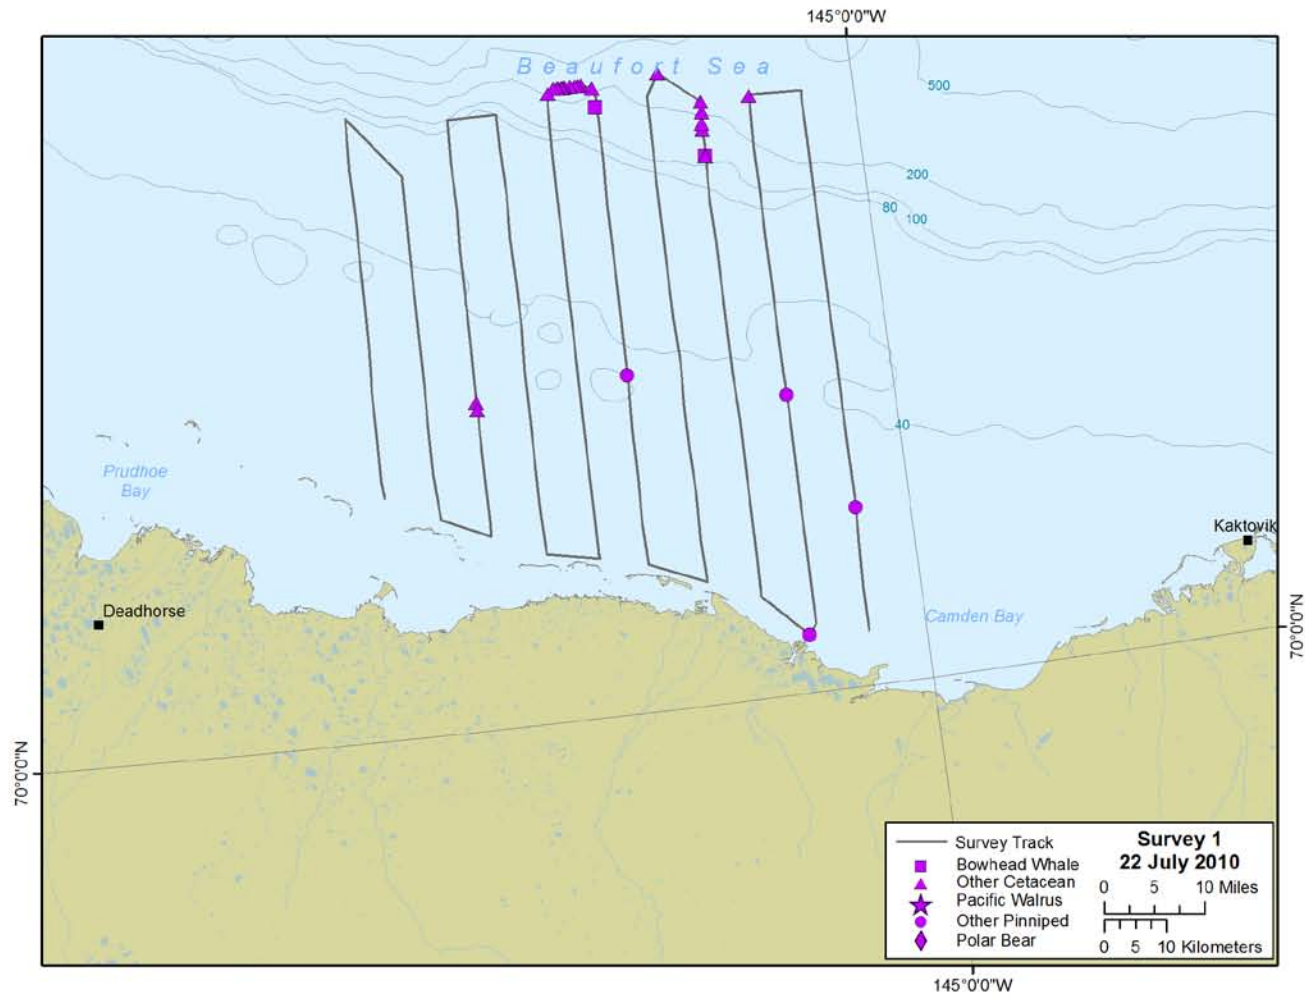 145°0'0"W
Beaufort Sea
500
200
80
100
40
Prudhoe
Bay
Kaktovik
Deadhorse
Camden Bay
70°0'0"N
70°0'0"N
Survey Track
Bowhead Whale
Other Cetacean
Pacific Walrus
Other Pinniped
Polar Bear
Survey 1
22 July 2010
0 5 10 Miles
0 5 10 Kilometers
145°0'0"W